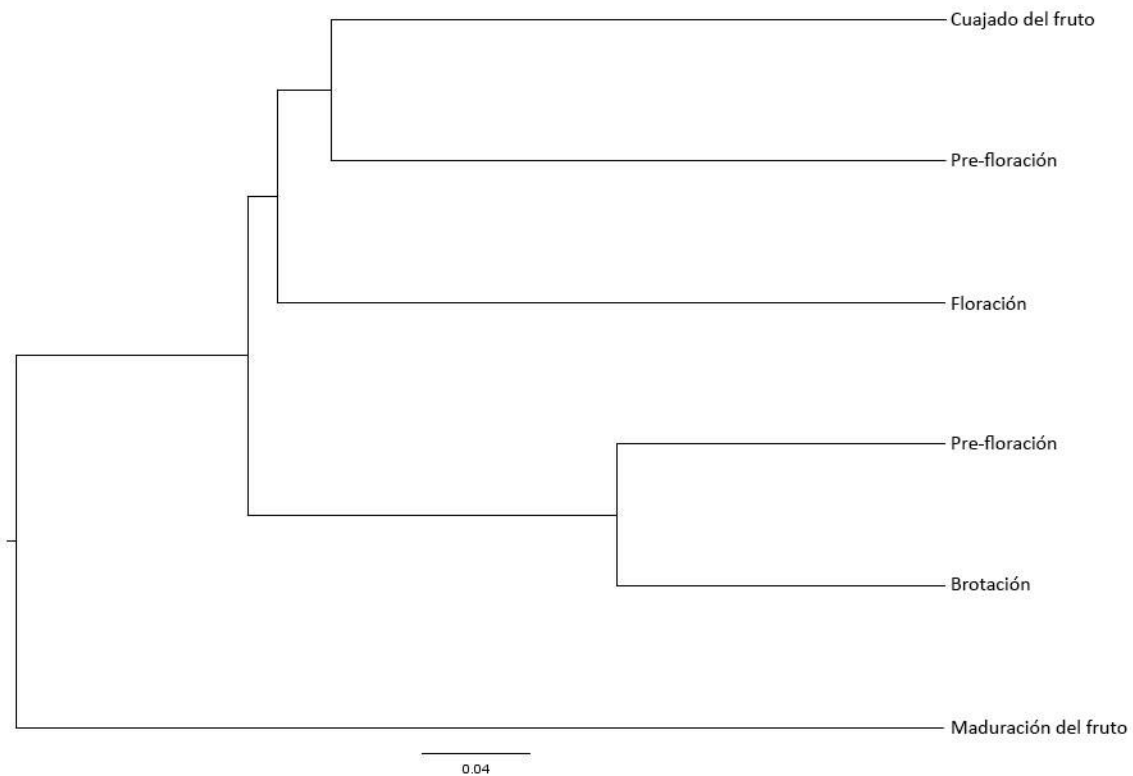 Cuajado del fruto
Pre-floración
Floración
Pre-floración
Brotación
Maduración del fruto
0.04